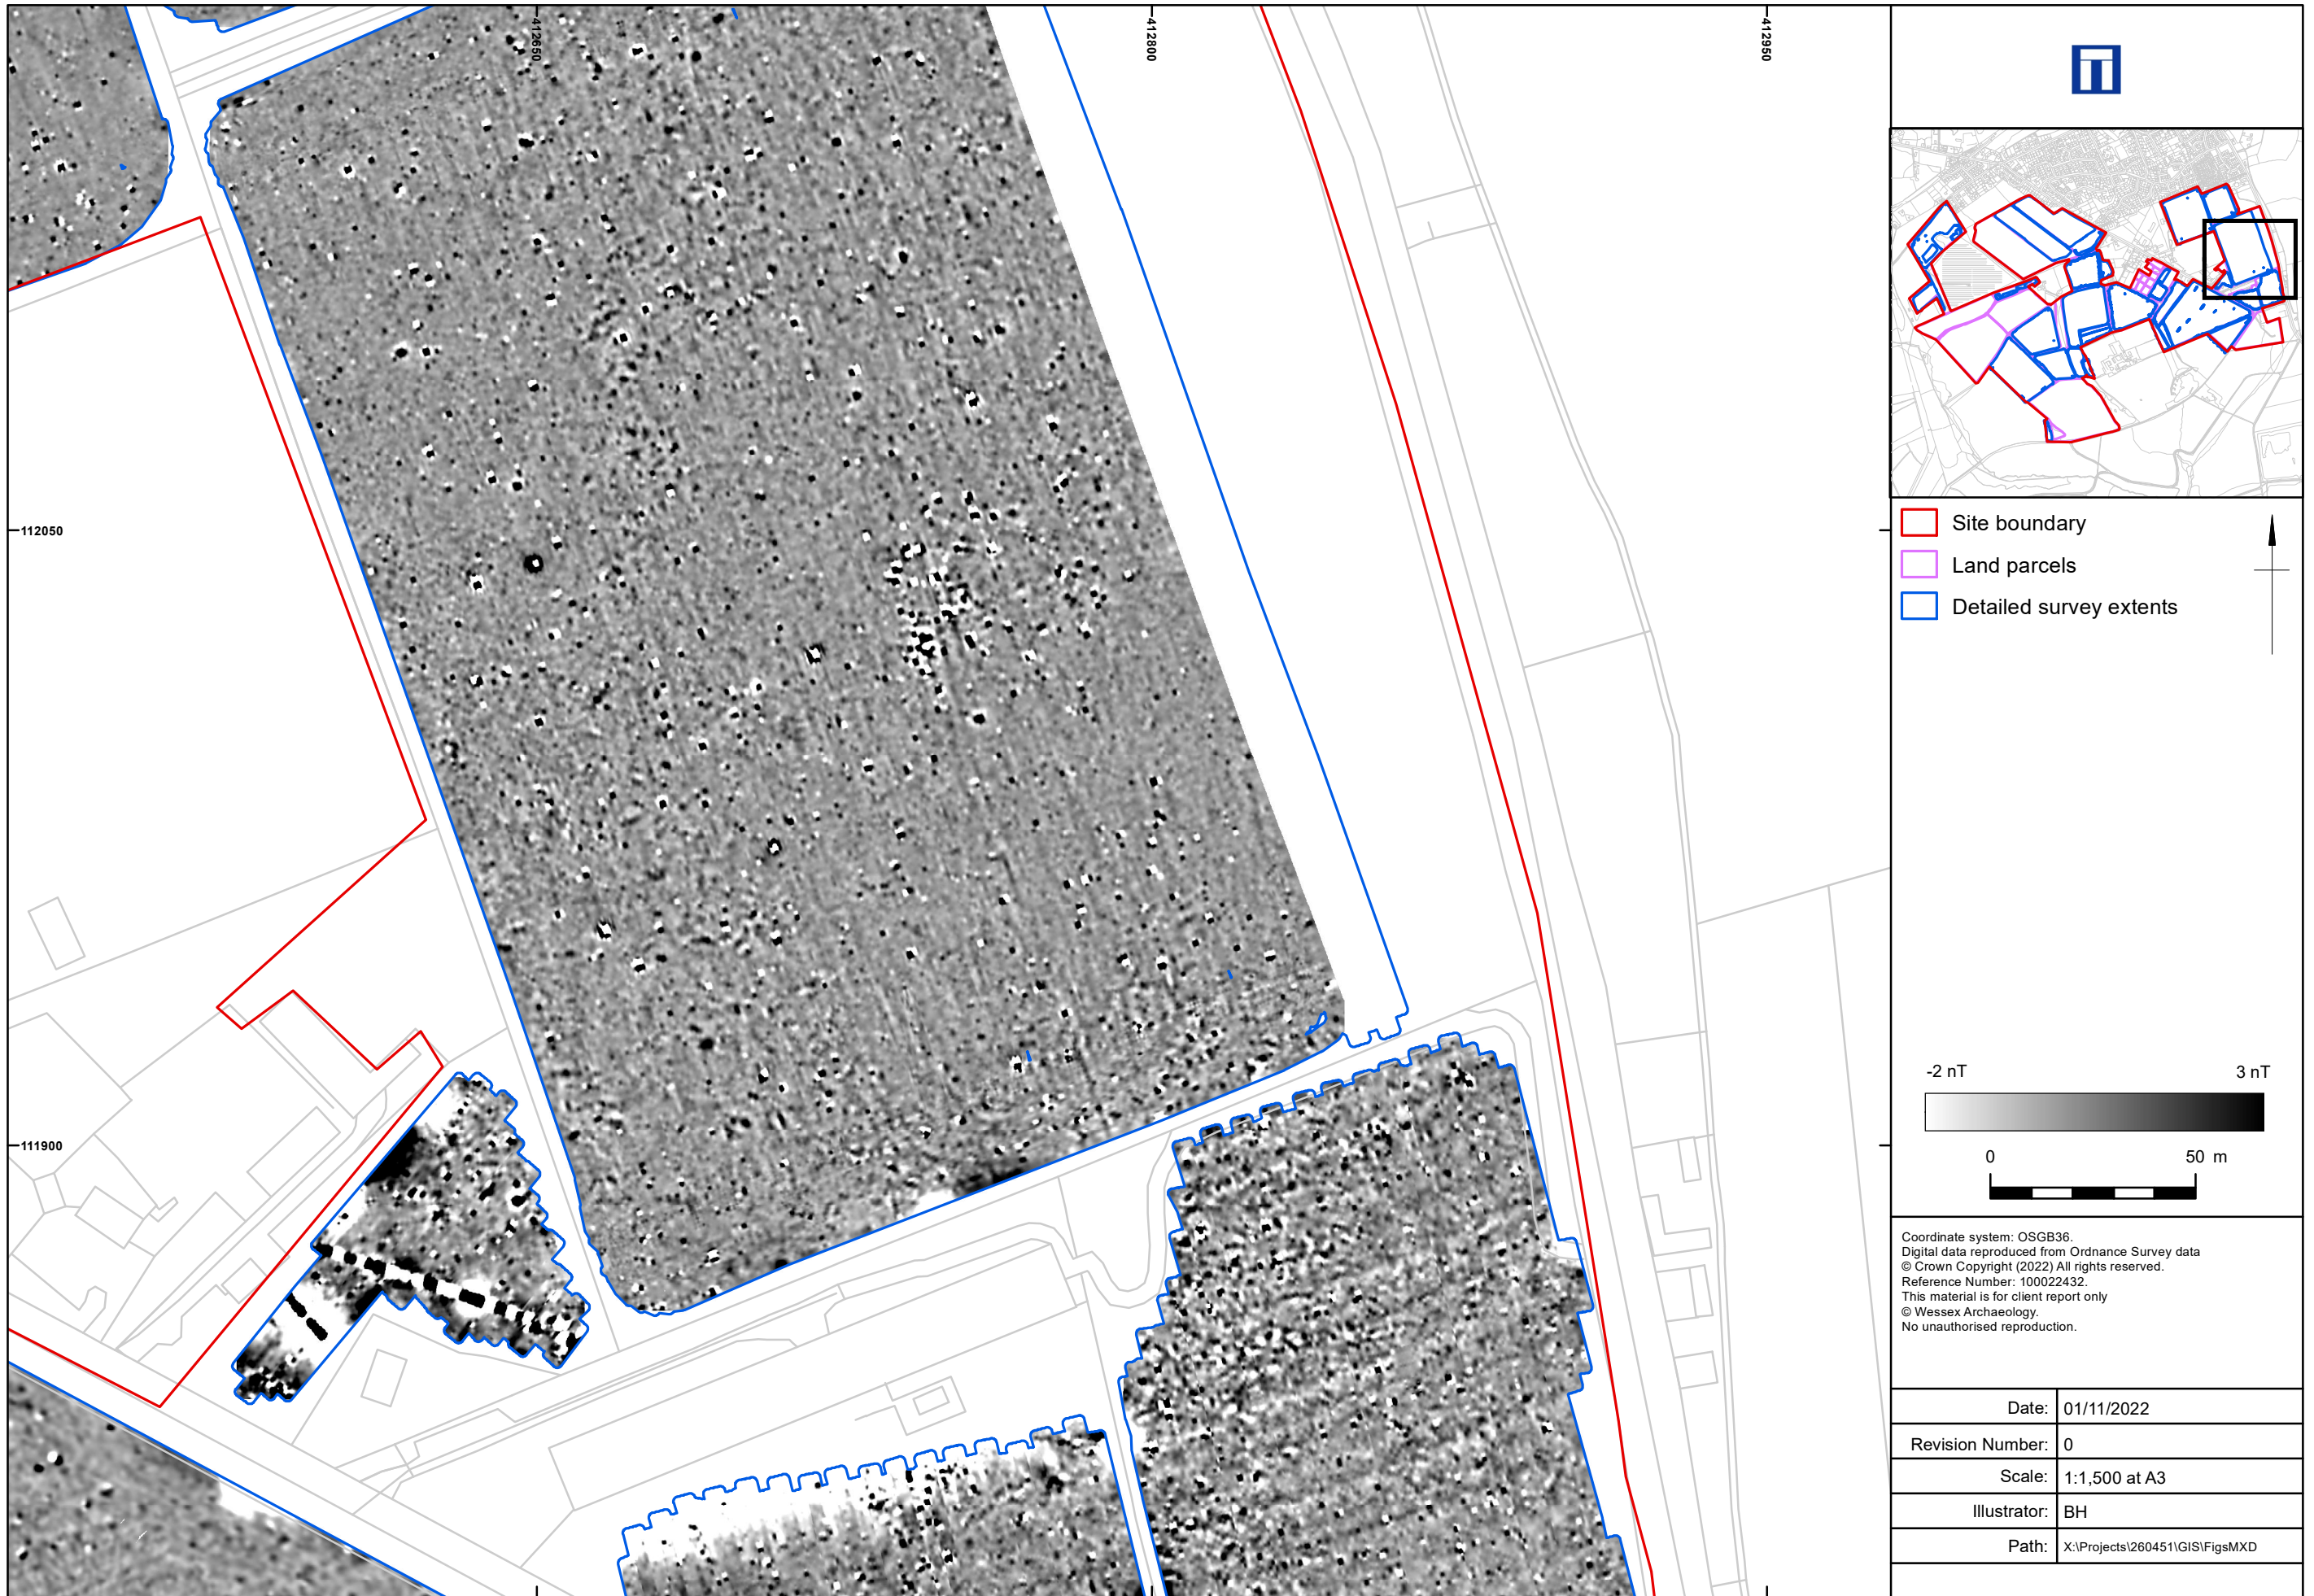 412650
412800
412950
112050
111900
Site boundary
Land parcels
Detailed survey extents
-2 nT
3 nT
0
50 m
Coordinate system: OSGB36.
Digital data reproduced from Ordnance Survey data
© Crown Copyright (2022) All rights reserved.
Reference Number: 100022432.
This material is for client report only
© Wessex Archaeology.
No unauthorised reproduction.
Date: 01/11/2022
Revision Number: 0
Scale: 1:1,500 at A3
Illustrator: BH
Path: X:\Projects\260451\GIS\FigsMXD